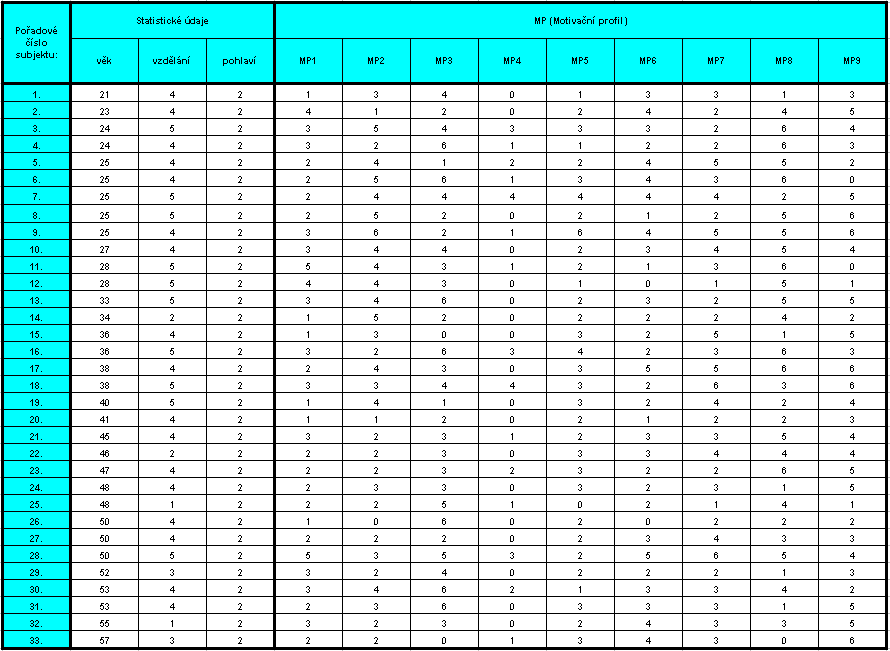 Pořadové číslo subjektu: Statistické údaje MP (Motivační profil)
věk vzdělání pohlaví MP1 MP2 MP3 MP4 MP5 MP6 MP7 MP8 MP9
1. 21 4 2 1 3 4 0 1 3 3 1 3
2. 23 4 2 4 1 2 0 2 4 2 4 5
3. 24 5 2 3 5 4 3 3 3 2 6 4
4. 24 4 2 3 2 6 1 1 2 2 6 3
5. 25 4 2 2 4 1 2 2 4 5 5 2
6. 25 4 2 2 5 6 1 3 4 3 6 0
7. 25 5 2 2 4 4 4 4 4 4 2 5
8. 25 5 2 2 5 2 0 2 1 2 5 6
9. 25 4 2 3 6 2 1 6 4 5 5 6
10. 27 4 2 3 4 4 0 2 3 4 5 4
11. 28 5 2 5 4 3 1 2 1 3 6 0
12. 28 5 2 4 4 3 0 1 0 1 5 1
13. 33 5 2 3 4 6 0 2 3 2 5 5
14. 34 2 2 1 5 2 0 2 2 2 4 2
15. 36 4 2 1 3 0 0 3 2 5 1 5
16. 36 5 2 3 2 6 3 4 2 3 6 3
17. 38 4 2 2 4 3 0 3 5 5 6 6
18. 38 5 2 3 3 4 4 3 2 6 3 6
19. 40 5 2 1 4 1 0 3 2 4 2 4
20. 41 4 2 1 1 2 0 2 1 2 2 3
21. 45 4 2 3 2 3 1 2 3 3 5 4
22. 46 2 2 2 2 3 0 3 3 4 4 4
23. 47 4 2 2 2 3 2 3 2 2 6 5
24. 48 4 2 2 3 3 0 3 2 3 1 5
25. 48 1 2 2 2 5 1 0 2 1 4 1
26. 50 4 2 1 0 6 0 2 0 2 2 2
27. 50 4 2 2 2 2 0 2 3 4 3 3
28. 50 5 2 5 3 5 3 2 5 6 5 4
29. 52 3 2 3 2 4 0 2 2 2 1 3
30. 53 4 2 3 4 6 2 1 3 3 4 2
31. 53 4 2 2 3 6 0 3 3 3 1 5
32. 55 1 2 3 2 3 0 2 4 3 3 5
33. 57 3 2 2 2 0 1 3 4 3 0 6